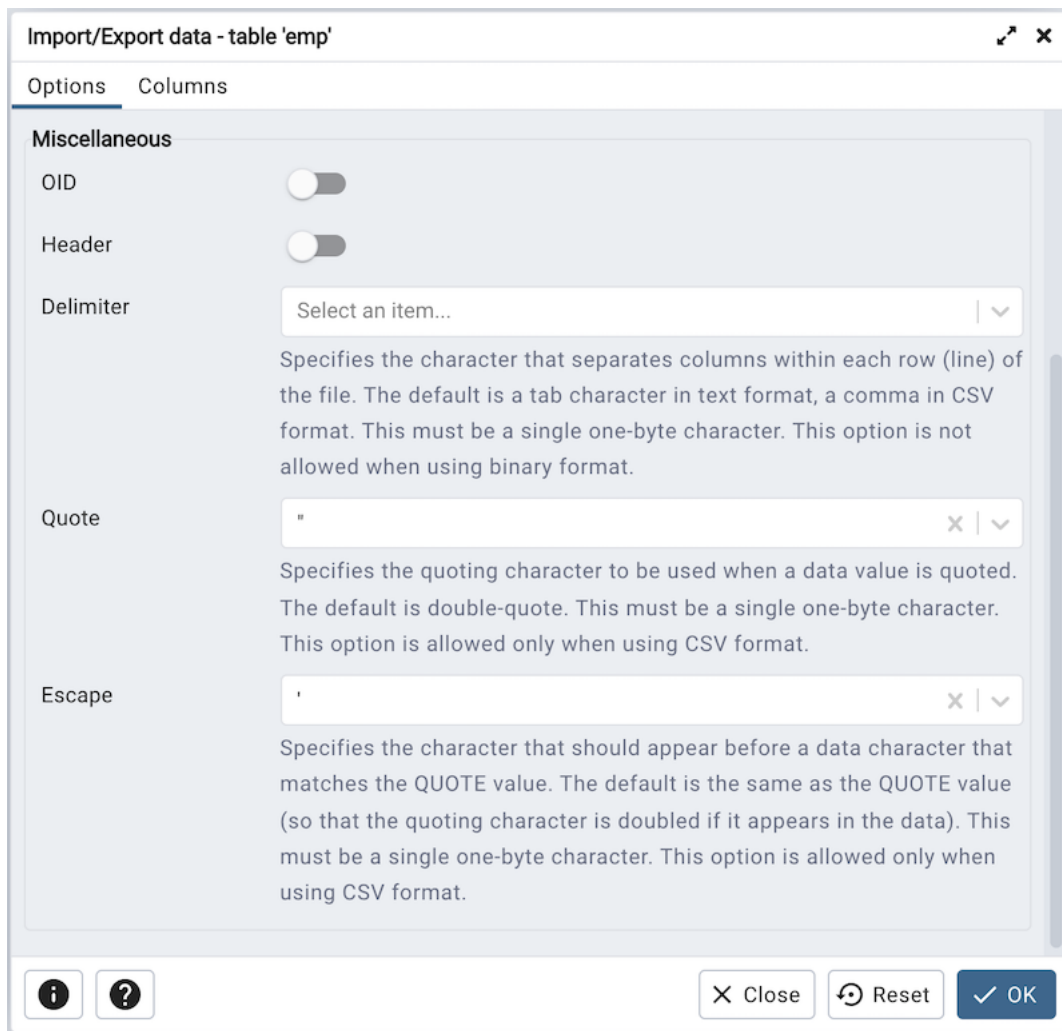 Import/Export data - table 'emp'
Options Columns
Miscellaneous
OID
Header
Delimiter
Select an item...
Specifies the character that separates columns within each row (line) of
the file. The default is a tab character in text format, a comma in CSV
format. This must be a single one-byte character. This option is not
allowed when using binary format.
Quote
"
Specifies the quoting character to be used when a data value is quoted.
The default is double-quote. This must be a single one-byte character.
This option is allowed only when using CSV format.
Escape
'
Specifies the character that should appear before a data character that
matches the QUOTE value. The default is the same as the QUOTE value
(so that the quoting character is doubled if it appears in the data). This
must be a single one-byte character. This option is allowed only when
using CSV format.
Close Reset OK